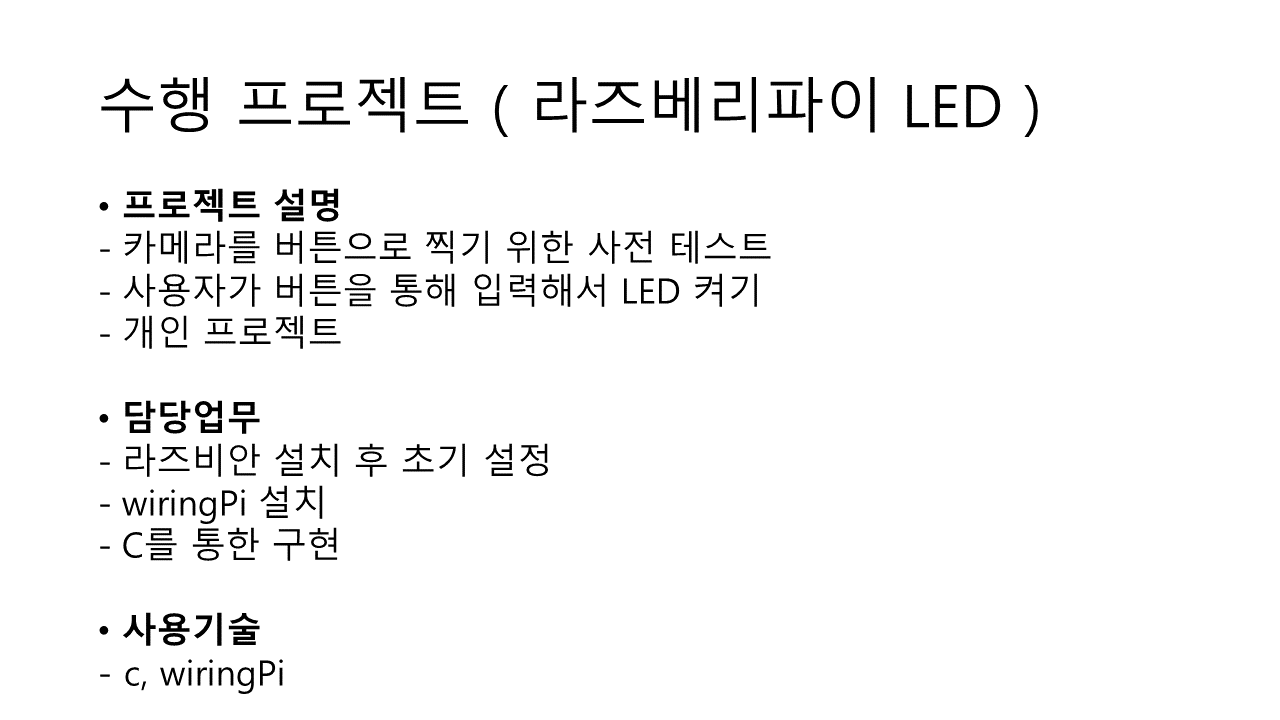 수행 프로젝트 ( 라즈베리파이 LED )
• 프로젝트 설명
- 카메라를 버튼으로 찍기 위한 사전 테스트
- 사용자가 버튼을 통해 입력해서 LED 켜기
- 개인 프로젝트
• 담당업무
- 라즈비안 설치 후 초기 설정
- wiringPi 설치
- C를 통한 구현
• 사용기술
- c, wiringPi